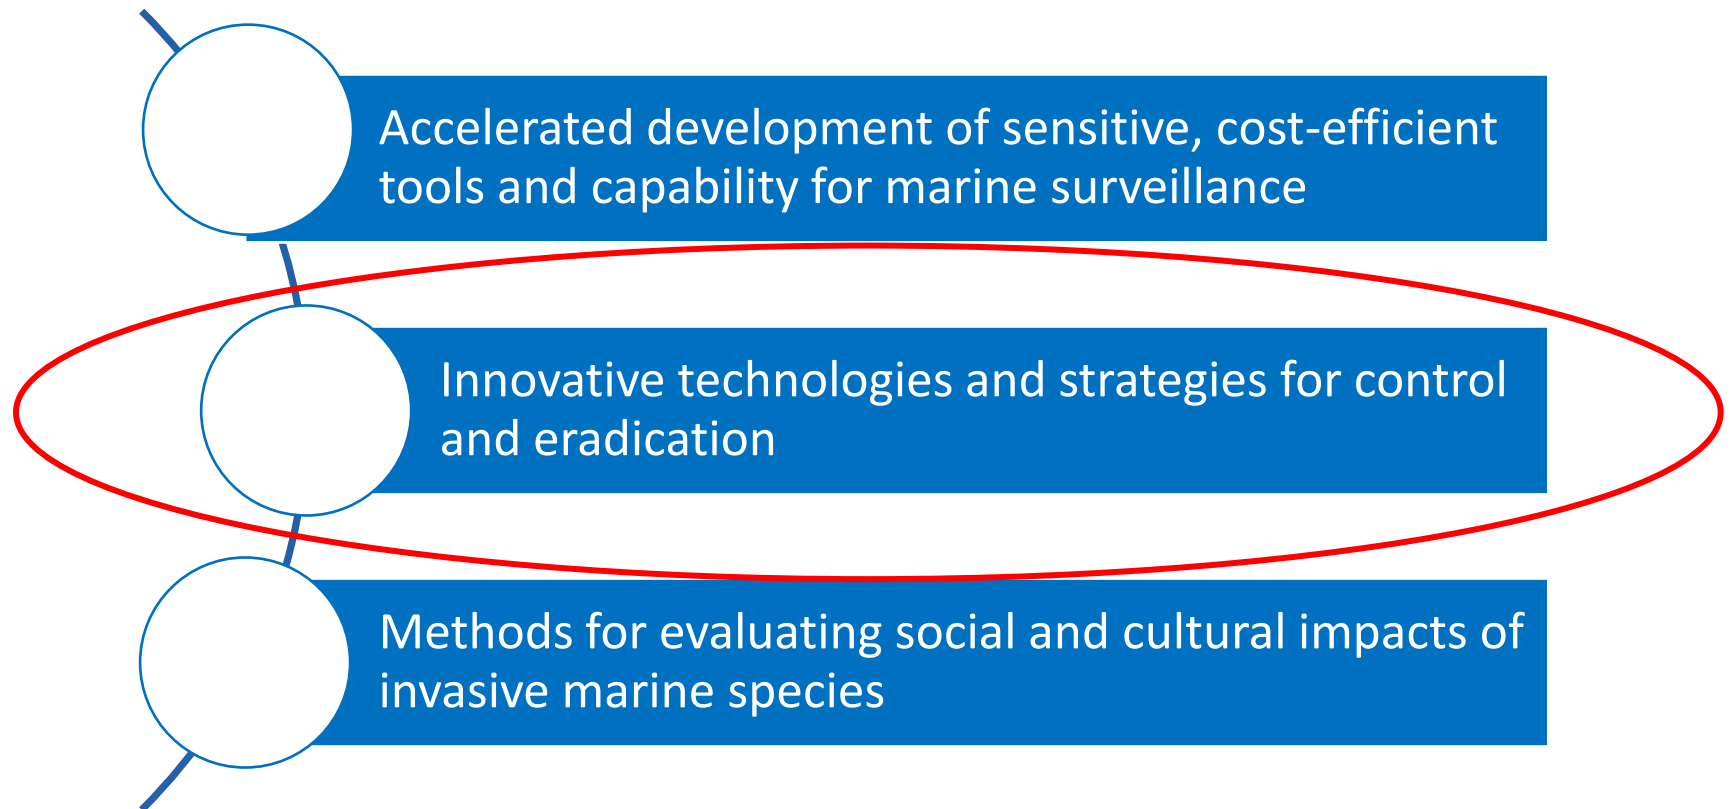 Accelerated development of sensitive, cost-efficient
tools and capability for marine surveillance
Innovative technologies and strategies for control
and eradication
Methods for evaluating social and cultural impacts of
invasive marine species